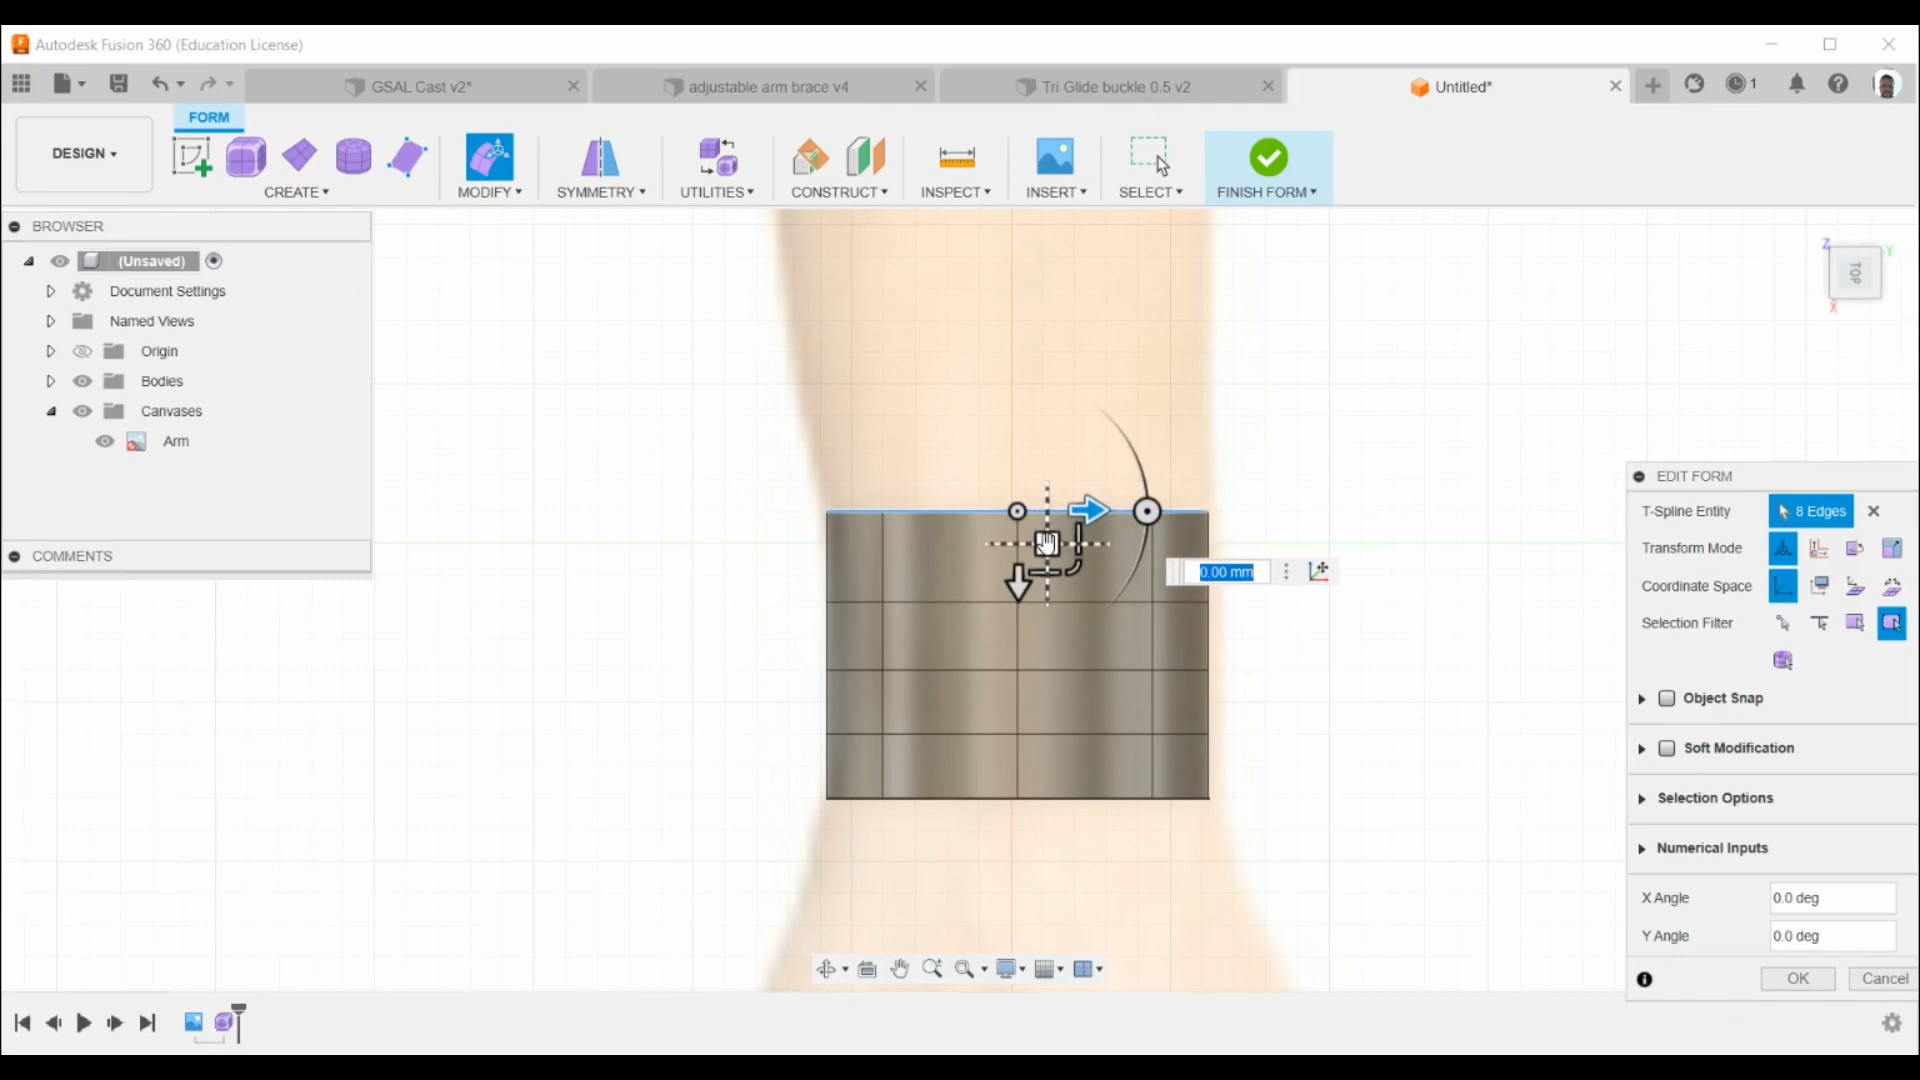 Autodesk Fusion 360 (Education License)
GSAL Cast v2*
adjustable arm brace v4
Tri Glide buckle 0.5 v2
Untitled*
1
FORM
DESIGN
CREATE
MODIFY
SYMMETRY
UTILITIES
CONSTRUCT
INSPECT
INSERT
SELECT
FINISH FORM
BROWSER
(Unsaved)
Document Settings
Named Views
Origin
Bodies
Canvases
Arm
COMMENTS
Z
Y
TOP
X
0.00 mm
EDIT FORM
T-Spline Entity 8 Edges
Transform Mode
Coordinate Space
Selection Filter
Object Snap
Soft Modification
Selection Options
Numerical Inputs
X Angle 0.0 deg
Y Angle 0.0 deg
OK Cancel